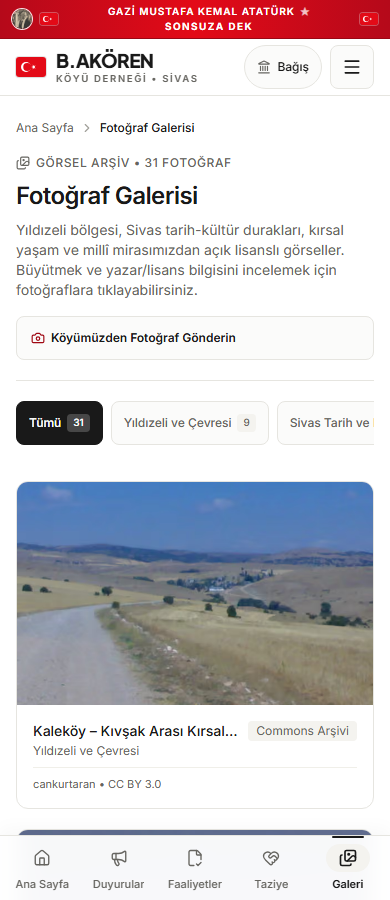 GAZİ MUSTAFA KEMAL ATATÜRK ★
SONSUZA DEK
B.AKÖREN
KÖYÜ DERNEĞİ • SİVAS
Bağış
Ana Sayfa > Fotoğraf Galerisi
GÖRSEL ARŞİV • 31 FOTOĞRAF
Fotoğraf Galerisi
Yıldızeli bölgesi, Sivas tarih-kültür durakları, kırsal
yaşam ve millî mirasımızdan açık lisanslı görseller.
Büyütmek ve yazar/lisans bilgisini incelemek için
fotoğraflara tıklayabilirsiniz.
Köyümüzden Fotoğraf Gönderin
Tümü 31 Yıldızeli ve Çevresi 9 Sivas Tarih ve
Kaleköy – Kıvşak Arası Kırsal... Commons Arşivi
Yıldızeli ve Çevresi
cankurtaran • CC BY 3.0
Ana Sayfa Duyurular Faaliyetler Taziye Galeri